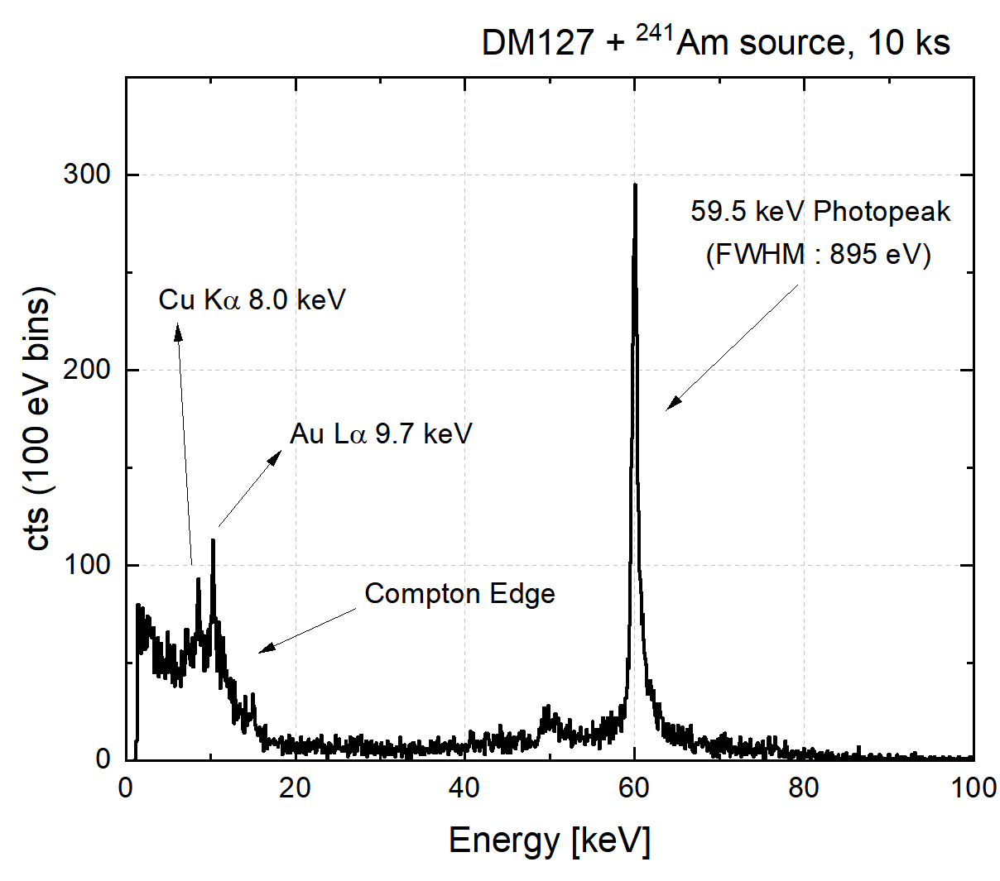 DM127 + ²⁴¹Am source, 10 ks
300
59.5 keV Photopeak
(FWHM : 895 eV)
Cu Kα 8.0 keV
200
Au Lα 9.7 keV
cts (100 eV bins)
100
Compton Edge
0
0 20 40 60 80 100
Energy [keV]